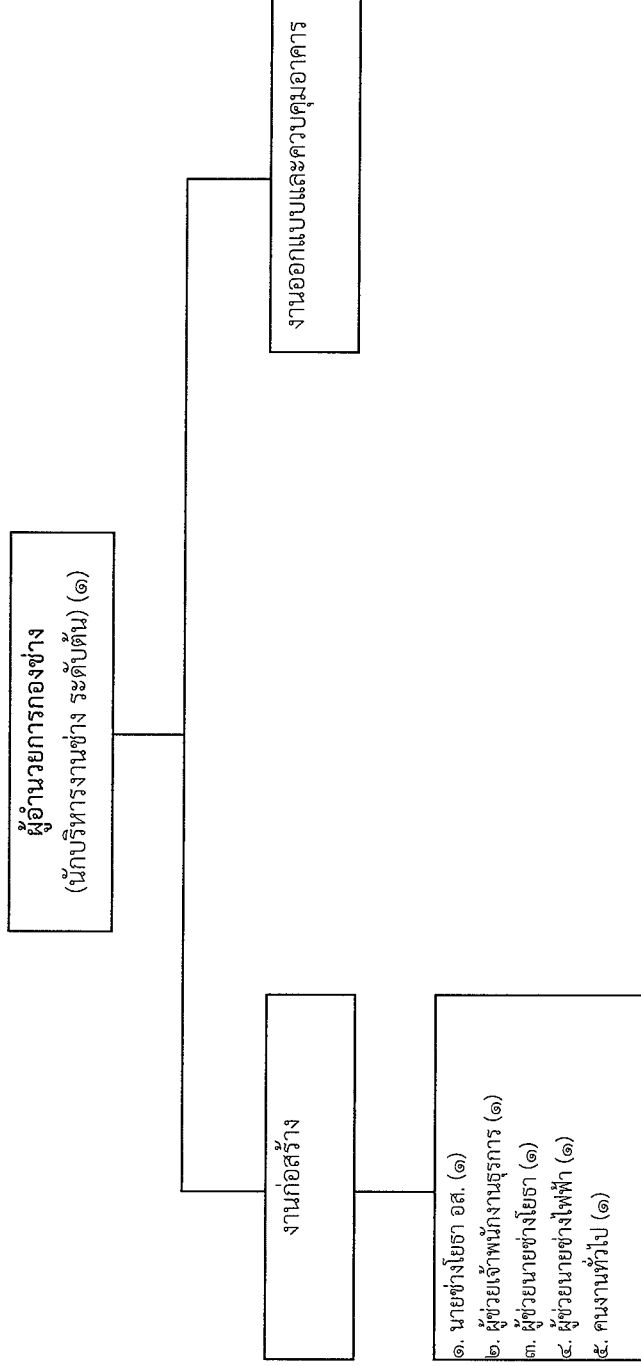 ผู้อำนวยการกองช่าง
(นักบริหารงานช่าง ระดับต้น) (๑)
งานก่อสร้าง
งานออกแบบและควบคุมอาคาร
๑. นายช่างโยธา อส. (๑)
๒. ผู้ช่วยเจ้าพนักงานธุรการ (๑)
๓. ผู้ช่วยนายช่างโยธา (๑)
๔. ผู้ช่วยนายช่างไฟฟ้า (๑)
๕. คนงานทั่วไป (๑)